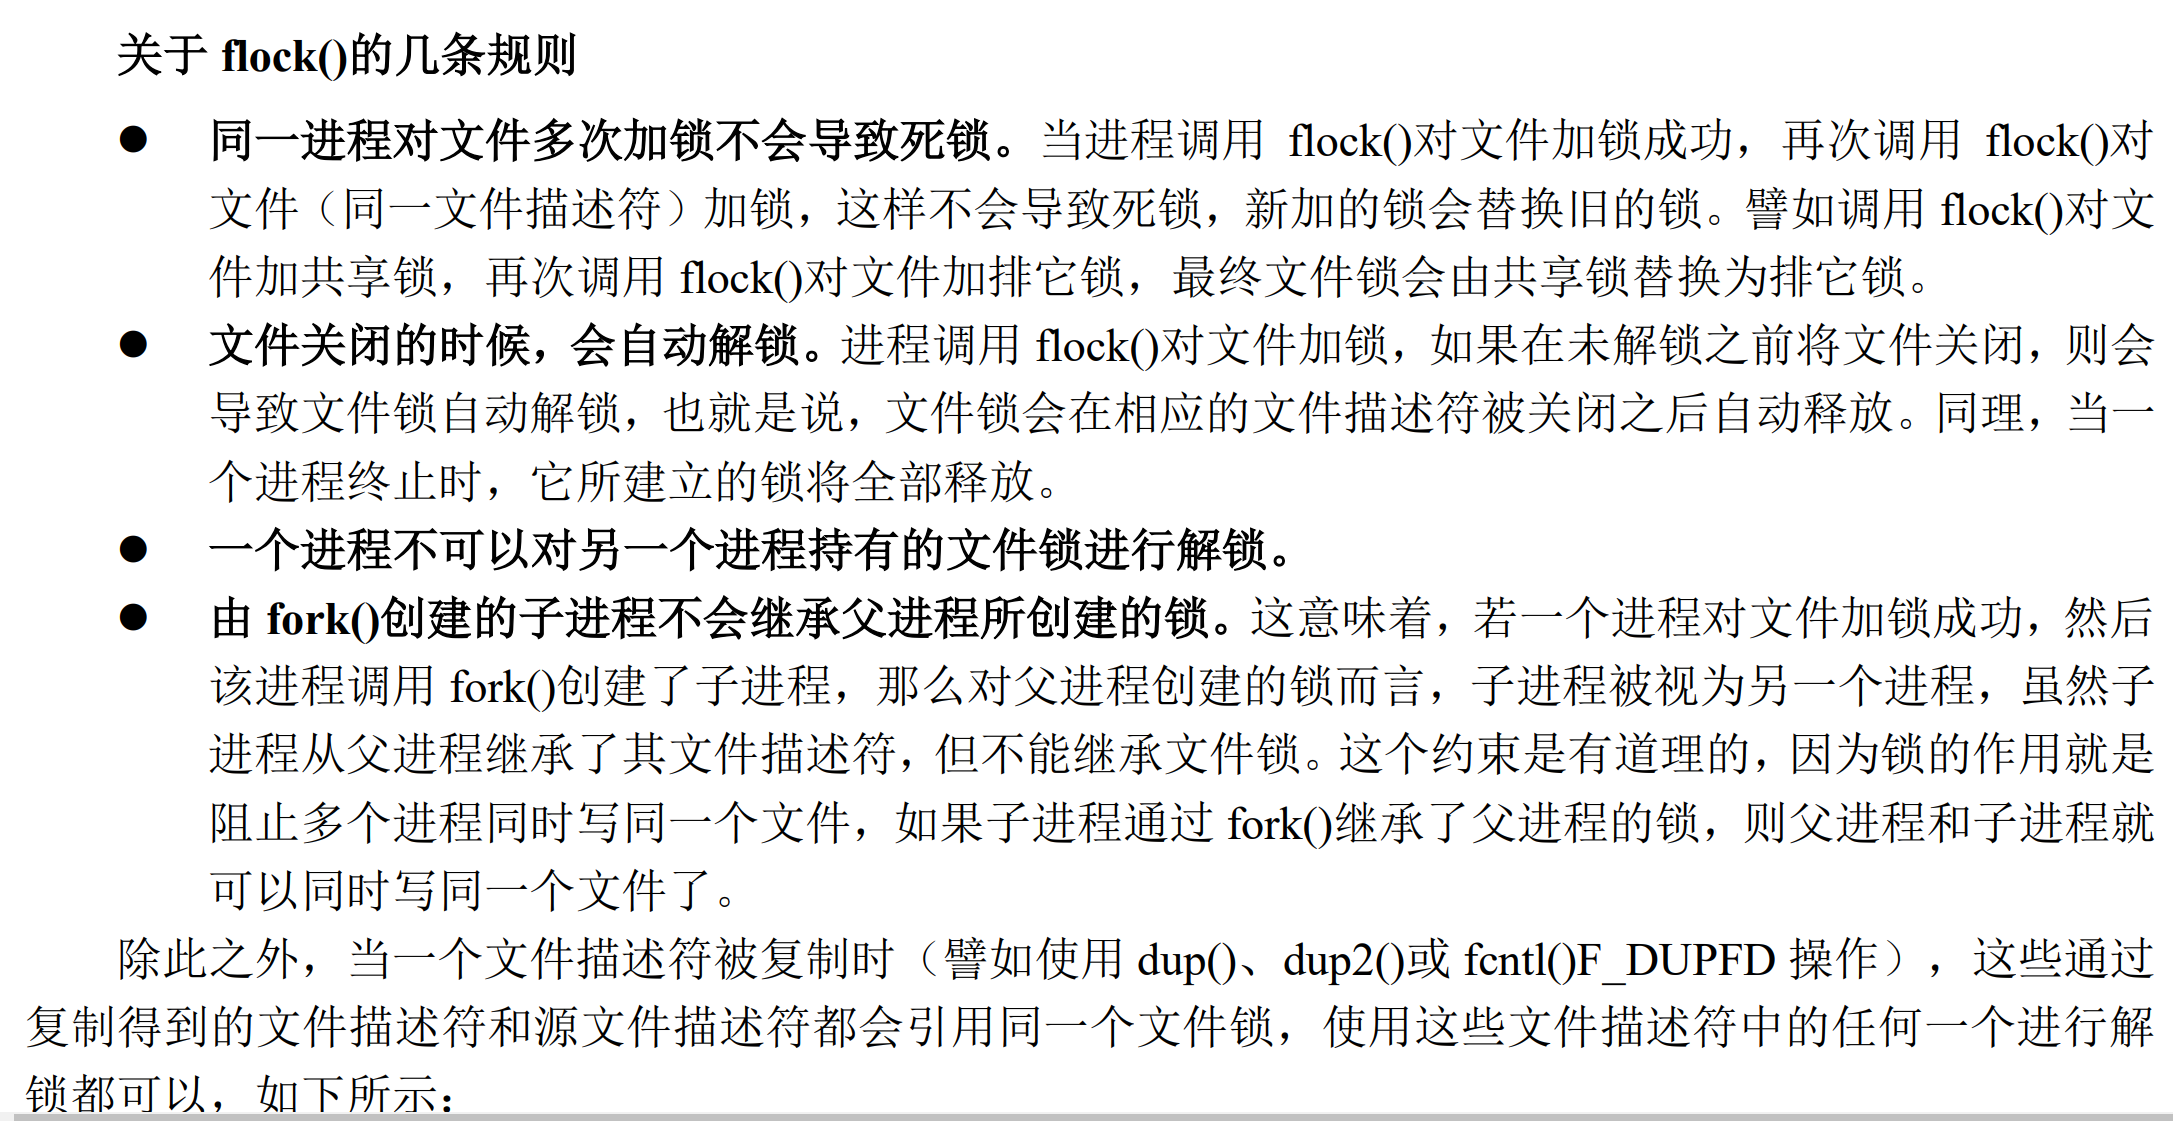 关于 flock()的几条规则
● 同一进程对文件多次加锁不会导致死锁。当进程调用 flock()对文件加锁成功，再次调用 flock()对
文件（同一文件描述符）加锁，这样不会导致死锁，新加的锁会替换旧的锁。譬如调用 flock()对文
件加共享锁，再次调用 flock()对文件加排它锁，最终文件锁会由共享锁替换为排它锁。
● 文件关闭的时候，会自动解锁。进程调用 flock()对文件加锁，如果在未解锁之前将文件关闭，则会
导致文件锁自动解锁，也就是说，文件锁会在相应的文件描述符被关闭之后自动释放。同理，当一
个进程终止时，它所建立的锁将全部释放。
● 一个进程不可以对另一个进程持有的文件锁进行解锁。
● 由 fork()创建的子进程不会继承父进程所创建的锁。这意味着，若一个进程对文件加锁成功，然后
该进程调用 fork()创建了子进程，那么对父进程创建的锁而言，子进程被视为另一个进程，虽然子
进程从父进程继承了其文件描述符，但不能继承文件锁。这个约束是有道理的，因为锁的作用就是
阻止多个进程同时写同一个文件，如果子进程通过 fork()继承了父进程的锁，则父进程和子进程就
可以同时写同一个文件了。
除此之外，当一个文件描述符被复制时（譬如使用 dup()、dup2()或 fcntl()F_DUPFD 操作），这些通过
复制得到的文件描述符和源文件描述符都会引用同一个文件锁，使用这些文件描述符中的任何一个进行解
锁都可以，如下所示：